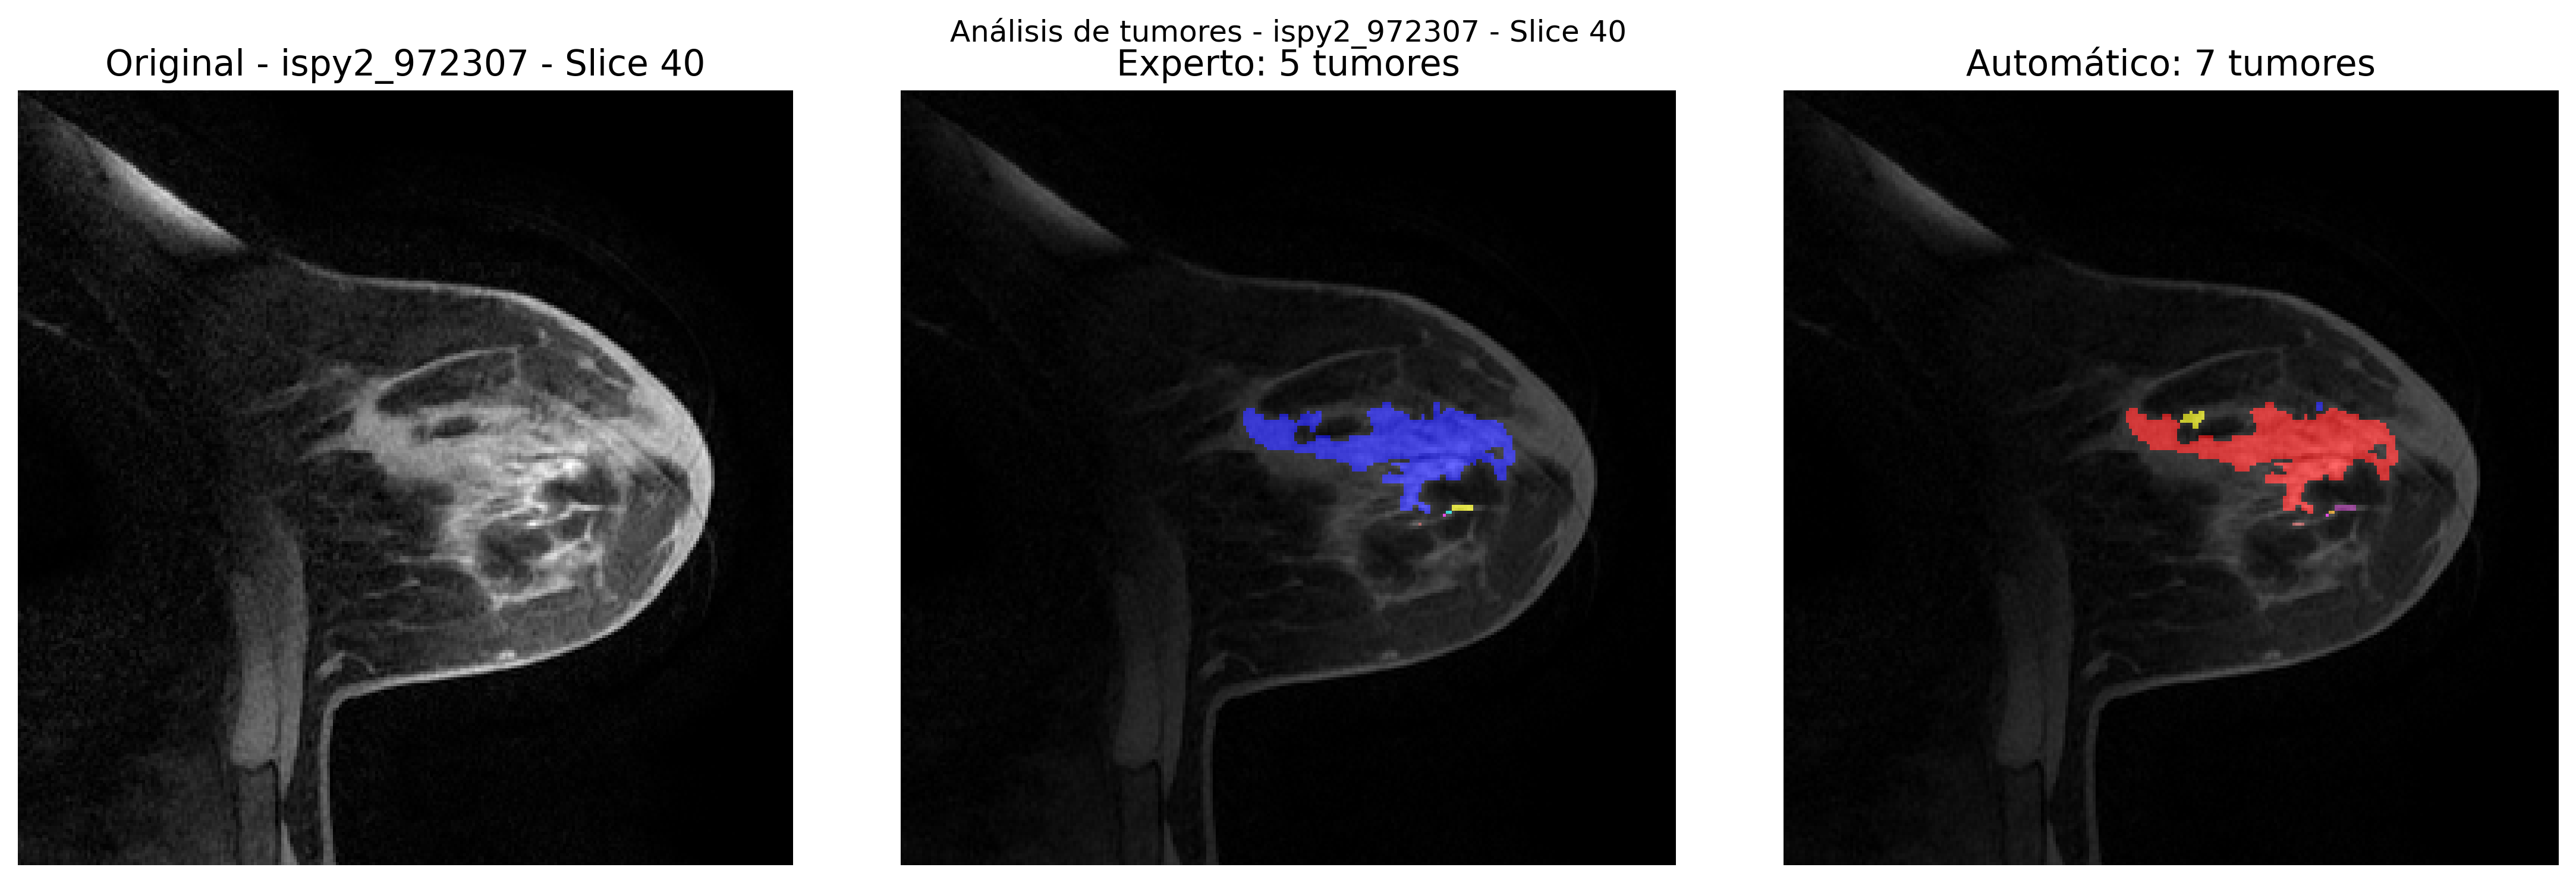 Análisis de tumores - ispy2_972307 - Slice 40
Original - ispy2_972307 - Slice 40
Experto: 5 tumores
Automático: 7 tumores